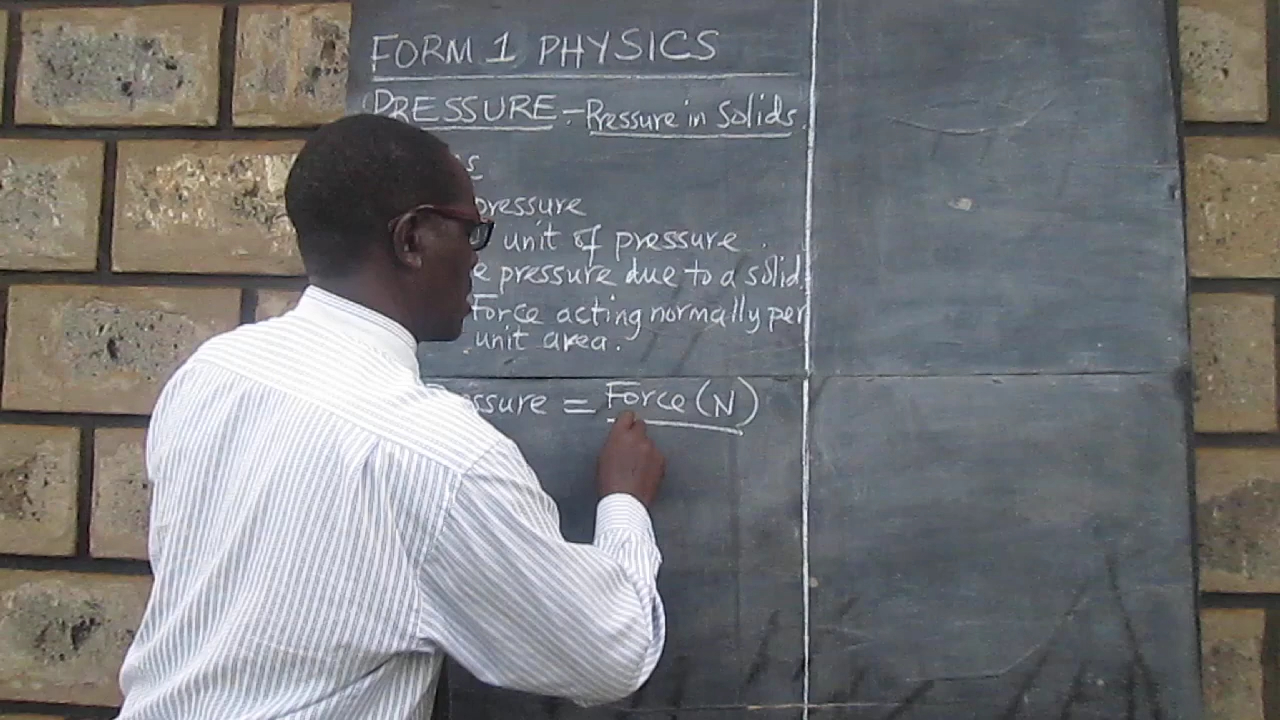 FORM 1 PHYSICS
PRESSURE - Pressure in Solids.
pressure
unit of pressure
pressure due to a solid.
Force acting normally per
unit area.
= Force (N)